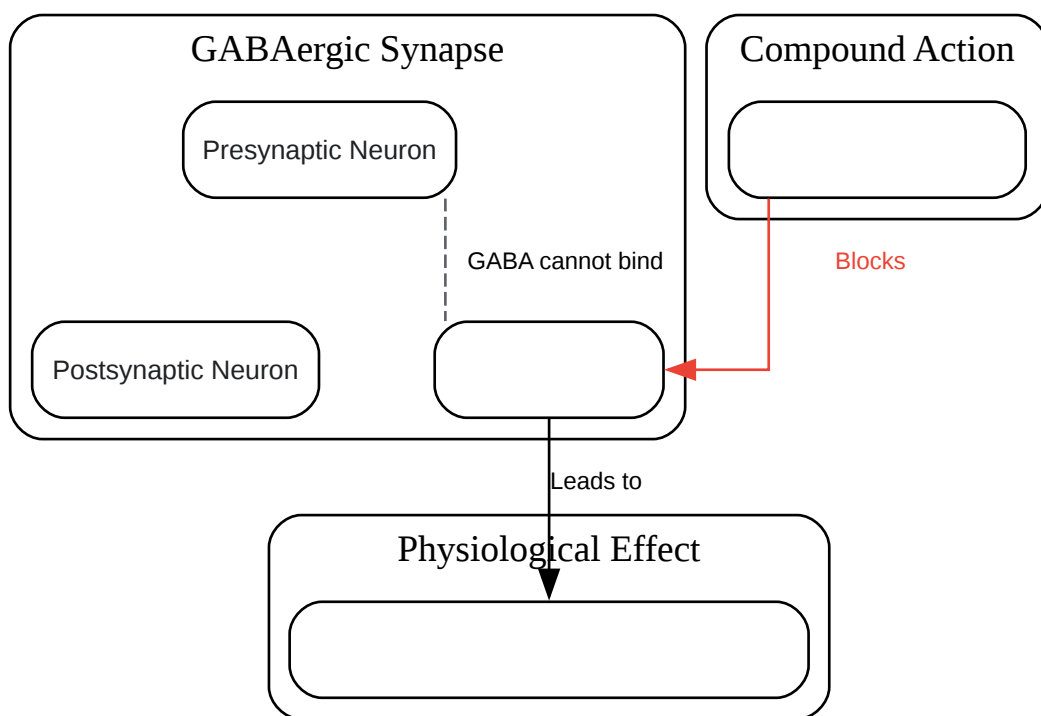 GABAergic Synapse
Compound Action
Presynaptic Neuron
GABA cannot bind
Blocks
Postsynaptic Neuron
Leads to
Physiological Effect